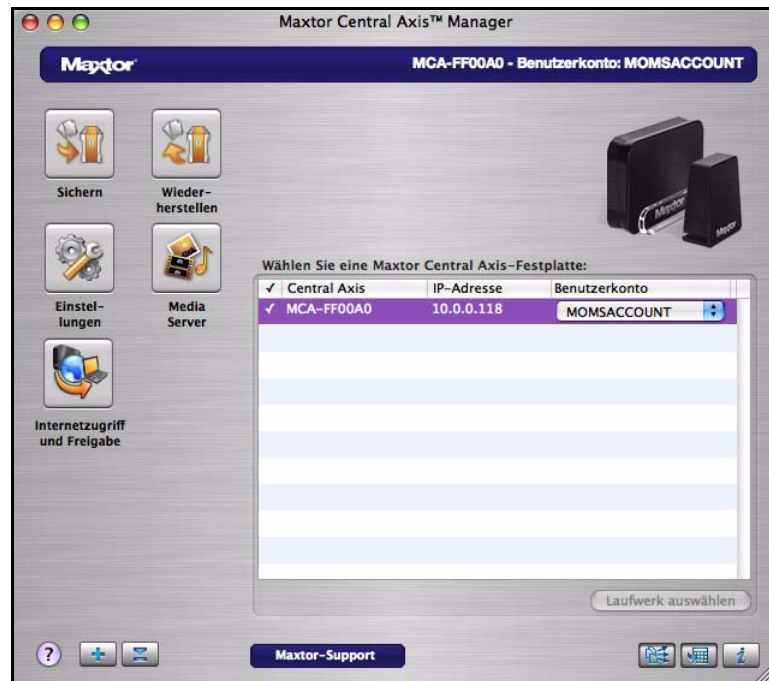 Maxtor Central Axis™ Manager
Maxtor
MCA-FF00A0 - Benutzerkonto: MOMSACCOUNT
Sichern
Wieder-
herstellen
Einstel-
lungen
Media
Server
Internetzugriff
und Freigabe
Maxtor
Maxtor
Wählen Sie eine Maxtor Central Axis-Festplatte:
✓ Central Axis IP-Adresse Benutzerkonto
✓ MCA-FF00A0 10.0.0.118 MOMSACCOUNT
Laufwerk auswählen
?
Maxtor-Support
i